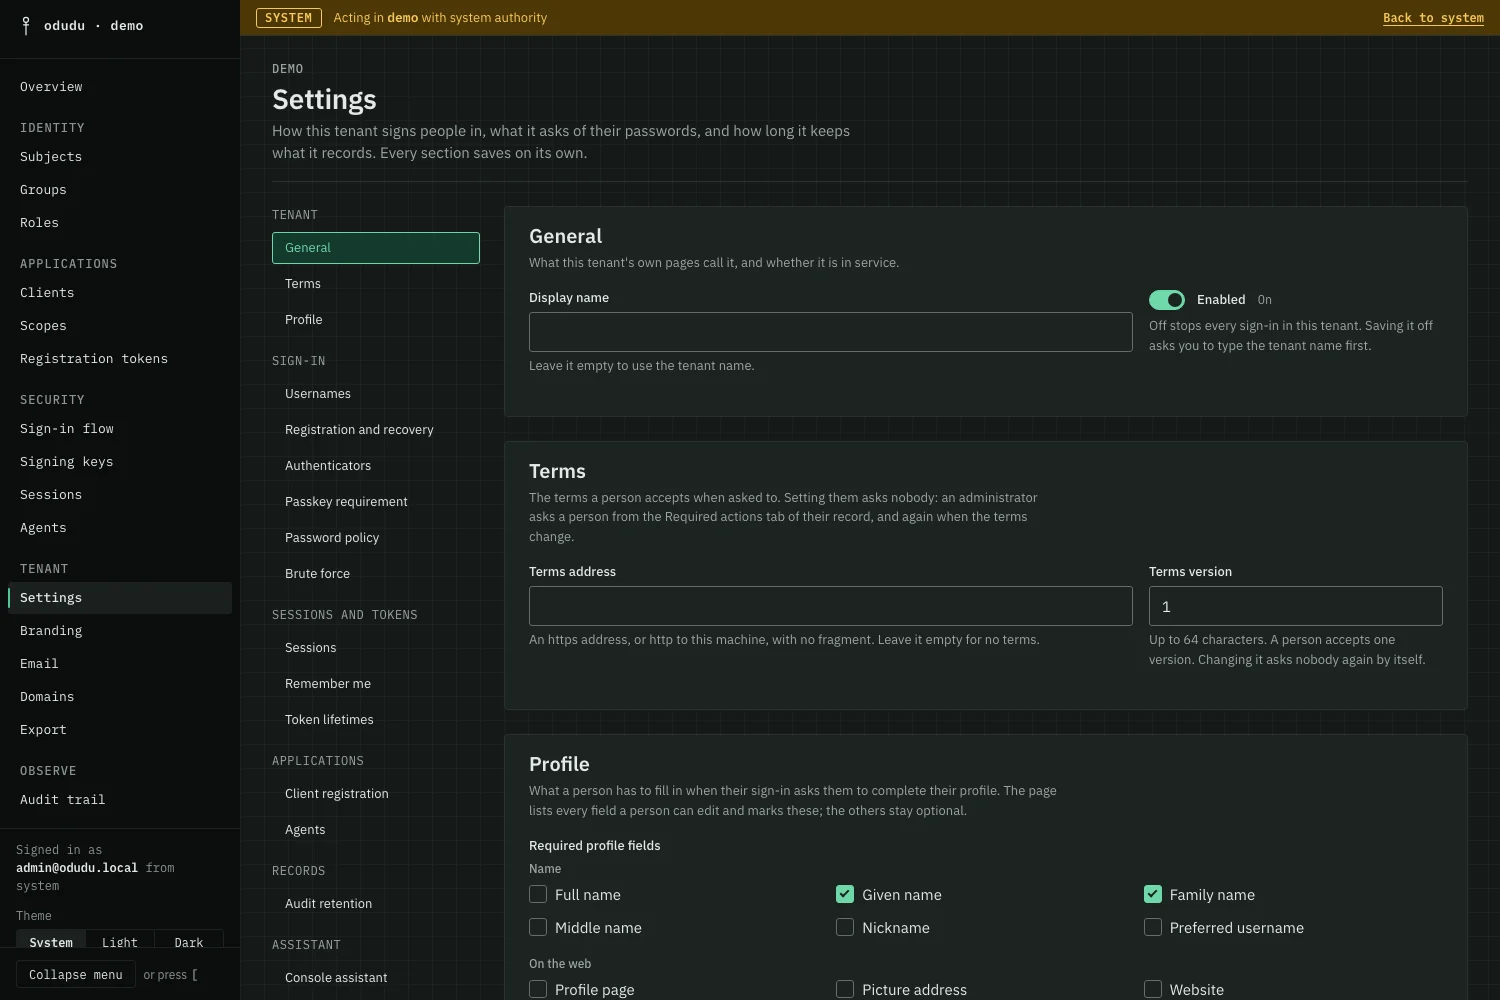 odudu · demo
Overview
IDENTITY
Subjects
Groups
Roles
APPLICATIONS
Clients
Scopes
Registration tokens
SECURITY
Sign-in flow
Signing keys
Sessions
Agents
TENANT
Settings
Branding
Email
Domains
Export
OBSERVE
Audit trail
Signed in as
admin@odudu.local from
system
Theme
System Light Dark
Collapse menu or press [
SYSTEM Acting in demo with system authority
Back to system
DEMO
Settings
How this tenant signs people in, what it asks of their passwords, and how long it keeps
what it records. Every section saves on its own.
TENANT
General
Terms
Profile
SIGN-IN
Usernames
Registration and recovery
Authenticators
Passkey requirement
Password policy
Brute force
SESSIONS AND TOKENS
Sessions
Remember me
Token lifetimes
APPLICATIONS
Client registration
Agents
RECORDS
Audit retention
ASSISTANT
Console assistant
General
What this tenant's own pages call it, and whether it is in service.
Display name
Leave it empty to use the tenant name.
Enabled On
Off stops every sign-in in this tenant. Saving it off
asks you to type the tenant name first.
Terms
The terms a person accepts when asked to. Setting them asks nobody: an administrator
asks a person from the Required actions tab of their record, and again when the terms
change.
Terms address
An https address, or http to this machine, with no fragment. Leave it empty for no terms.
Terms version
1
Up to 64 characters. A person accepts one
version. Changing it asks nobody again by itself.
Profile
What a person has to fill in when their sign-in asks them to complete their profile. The page
lists every field a person can edit and marks these; the others stay optional.
Required profile fields
Name
Full name Given name Family name
Middle name Nickname Preferred username
On the web
Profile page Picture address Website